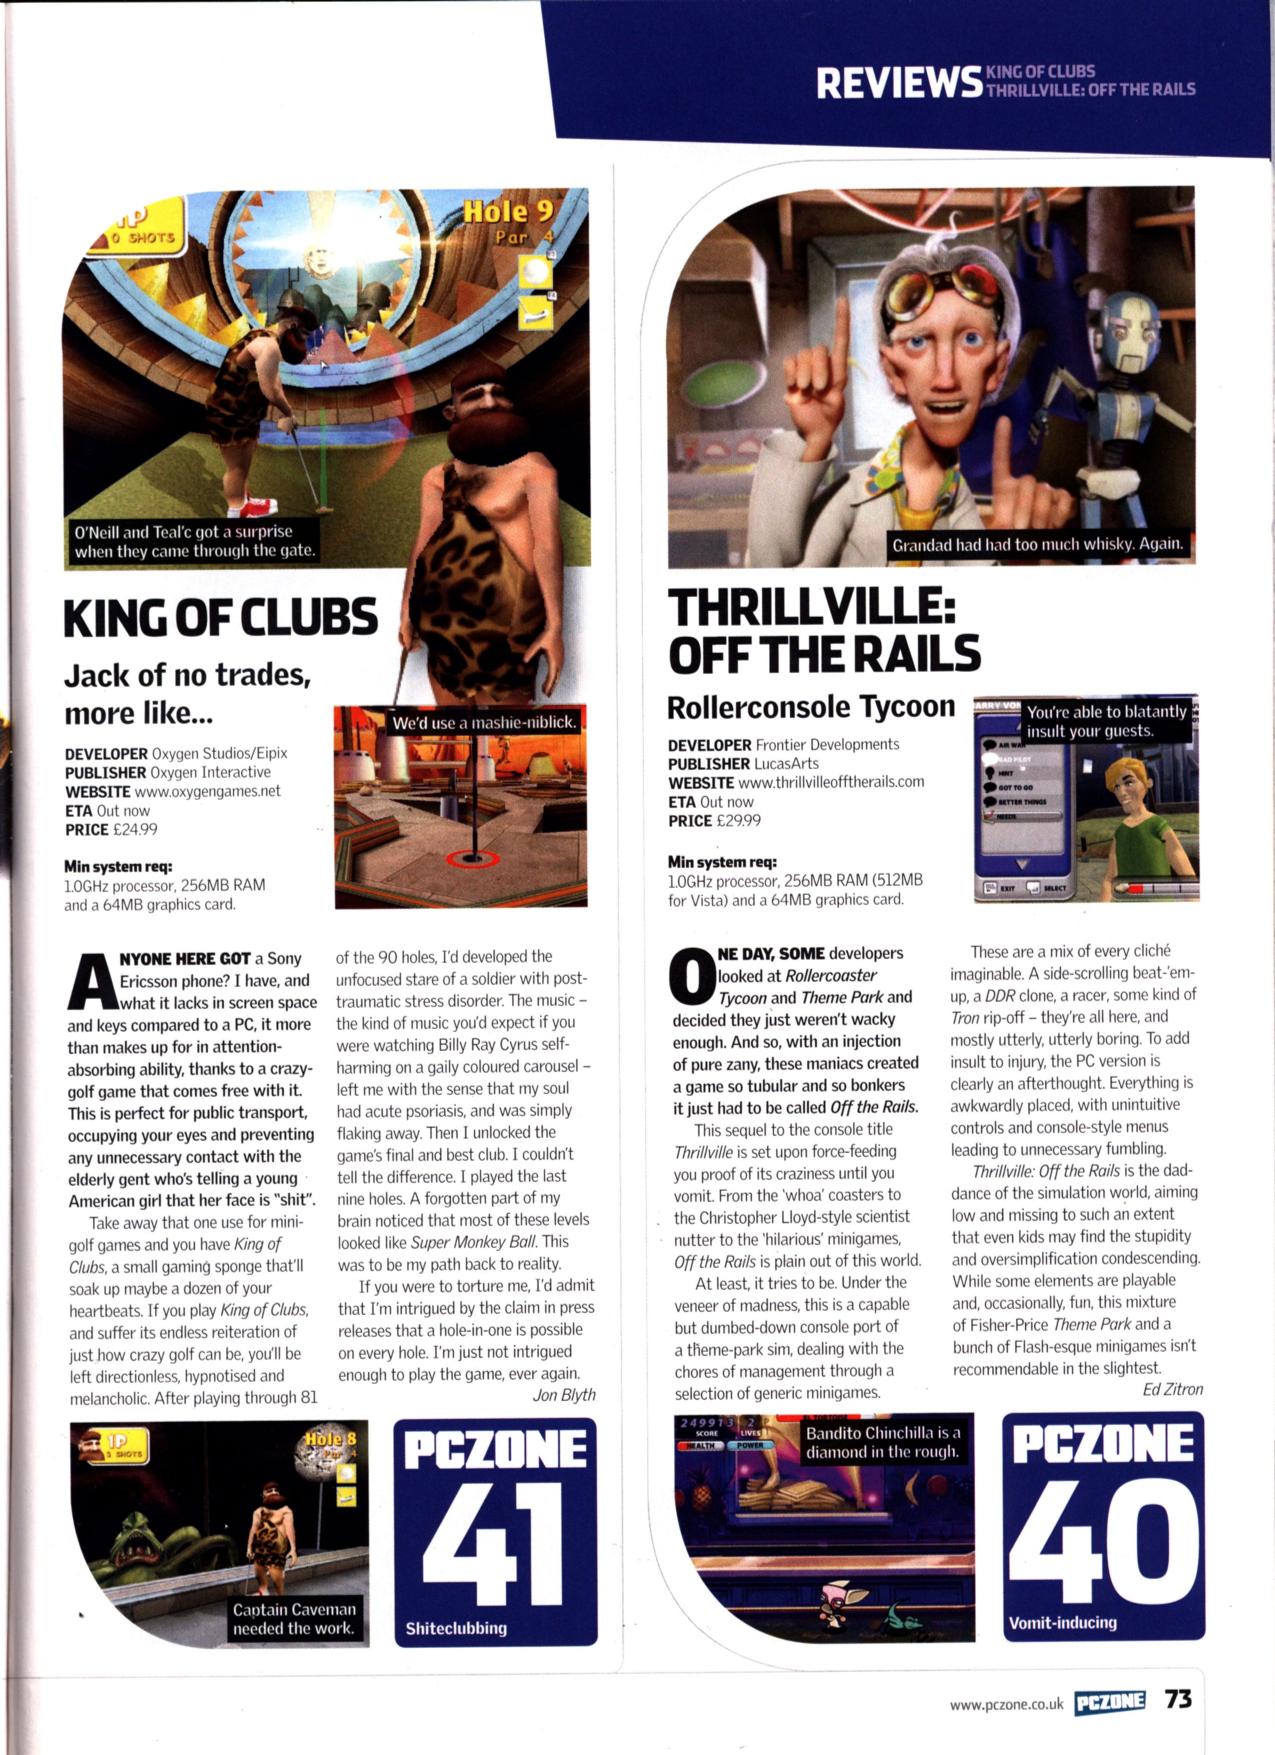 REVIEWS KING OF CLUBS
THRILLVILLE: OFF THE RAILS
1P
0 SHOTS
Hole 9
Par 4
O'Neill and Teal'c got a surprise
when they came through the gate.
KING OF CLUBS
Jack of no trades,
more like...
We'd use a mashie-niblick.
DEVELOPER Oxygen Studios/Eipix
PUBLISHER Oxygen Interactive
WEBSITE www.oxygengames.net
ETA Out now
PRICE £24.99
Min system req:
1.0GHz processor, 256MB RAM
and a 64MB graphics card.
ANYONE HERE GOT a Sony
Ericsson phone? I have, and
what it lacks in screen space
and keys compared to a PC, it more
than makes up for in attention-
absorbing ability, thanks to a crazy-
golf game that comes free with it.
This is perfect for public transport,
occupying your eyes and preventing
any unnecessary contact with the
elderly gent who's telling a young
American girl that her face is "shit".
Take away that one use for mini-
golf games and you have King of
Clubs, a small gaming sponge that'll
soak up maybe a dozen of your
heartbeats. If you play King of Clubs,
and suffer its endless reiteration of
just how crazy golf can be, you'll be
left directionless, hypnotised and
melancholic. After playing through 81
of the 90 holes, I'd developed the
unfocused stare of a soldier with post-
traumatic stress disorder. The music –
the kind of music you'd expect if you
were watching Billy Ray Cyrus self-
harming on a gaily coloured carousel –
left me with the sense that my soul
had acute psoriasis, and was simply
flaking away. Then I unlocked the
game's final and best club. I couldn't
tell the difference. I played the last
nine holes. A forgotten part of my
brain noticed that most of these levels
looked like Super Monkey Ball. This
was to be my path back to reality.
If you were to torture me, I'd admit
that I'm intrigued by the claim in press
releases that a hole-in-one is possible
on every hole. I'm just not intrigued
enough to play the game, ever again.
Jon Blyth
1P
3 SHOTS
Hole 8
Captain Caveman
needed the work.
PCZONE
41
Shiteclubbing
Grandad had had too much whisky. Again.
THRILLVILLE:
OFF THE RAILS
Rollerconsole Tycoon
DEVELOPER Frontier Developments
PUBLISHER LucasArts
WEBSITE www.thrillvilleofftherails.com
ETA Out now
PRICE £29.99
Min system req:
1.0GHz processor, 256MB RAM (512MB
for Vista) and a 64MB graphics card.
You're able to blatantly
insult your guests.
HINT
GOT TO GO
BETTER THINGS
NEEDS
EXIT SELECT
ONE DAY, SOME developers
looked at Rollercoaster
Tycoon and Theme Park and
decided they just weren't wacky
enough. And so, with an injection
of pure zany, these maniacs created
a game so tubular and so bonkers
it just had to be called Off the Rails.
This sequel to the console title
Thrillville is set upon force-feeding
you proof of its craziness until you
vomit. From the 'whoa' coasters to
the Christopher Lloyd-style scientist
nutter to the 'hilarious' minigames,
Off the Rails is plain out of this world.
At least, it tries to be. Under the
veneer of madness, this is a capable
but dumbed-down console port of
a theme-park sim, dealing with the
chores of management through a
selection of generic minigames.
These are a mix of every cliché
imaginable. A side-scrolling beat-'em-
up, a DDR clone, a racer, some kind of
Tron rip-off – they're all here, and
mostly utterly, utterly boring. To add
insult to injury, the PC version is
clearly an afterthought. Everything is
awkwardly placed, with unintuitive
controls and console-style menus
leading to unnecessary fumbling.
Thrillville: Off the Rails is the dad-
dance of the simulation world, aiming
low and missing to such an extent
that even kids may find the stupidity
and oversimplification condescending.
While some elements are playable
and, occasionally, fun, this mixture
of Fisher-Price Theme Park and a
bunch of Flash-esque minigames isn't
recommendable in the slightest.
Ed Zitron
249913 2
SCORE LIVES
HEALTH POWER
Bandito Chinchilla is a
diamond in the rough.
PCZONE
40
Vomit-inducing
www.pczone.co.uk PCZONE 73